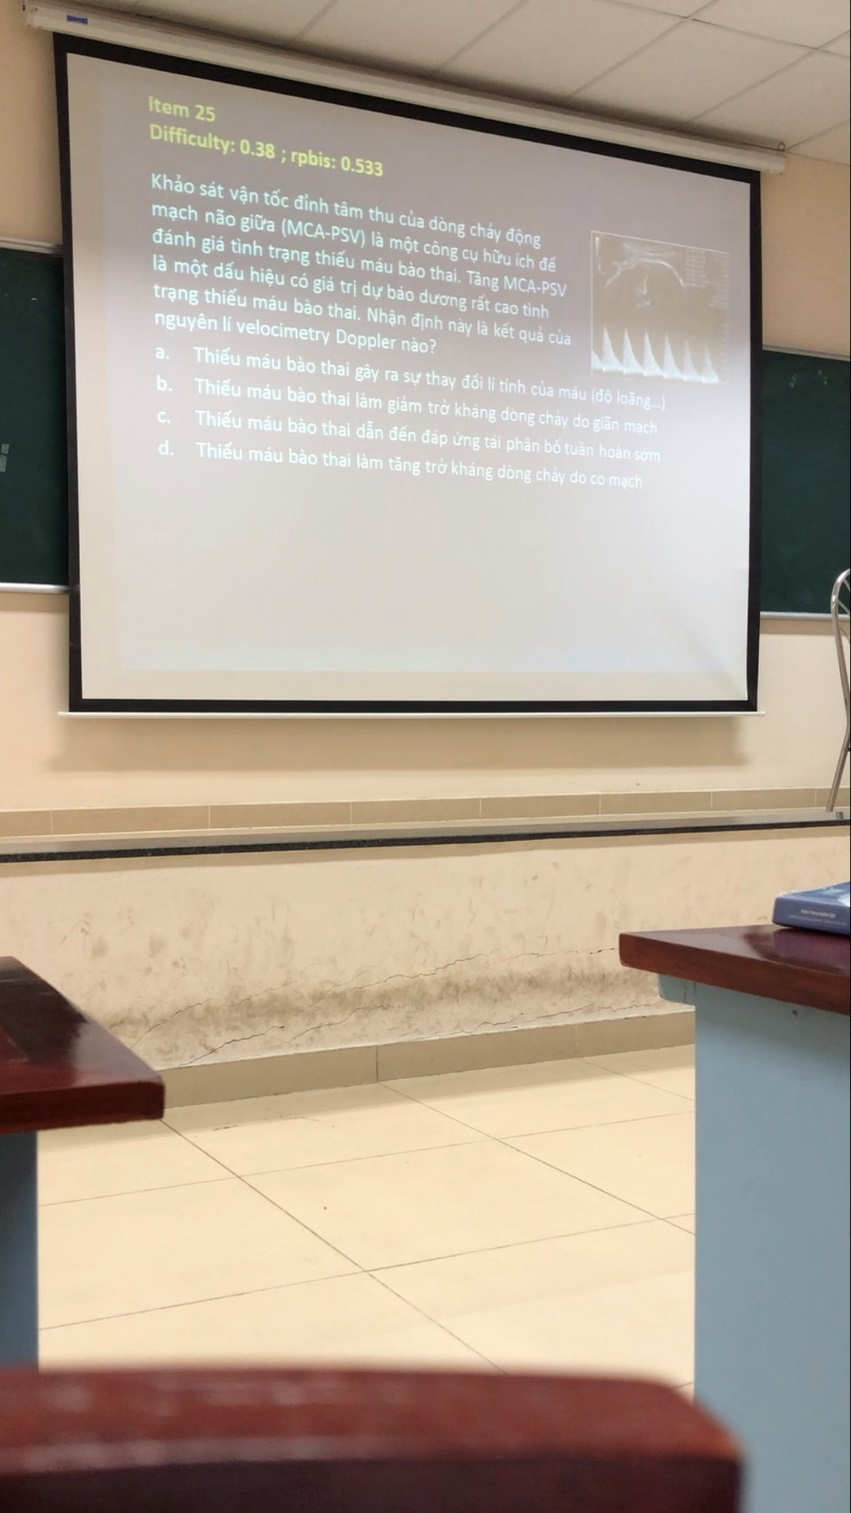 Item 25
Difficulty: 0.38 ; rpbis: 0.533
Khảo sát vận tốc đỉnh tâm thu của dòng chảy động
mạch não giữa (MCA-PSV) là một công cụ hữu ích để
đánh giá tình trạng thiếu máu bào thai. Tăng MCA-PSV
là một dấu hiệu có giá trị dự báo dương rất cao tình
trạng thiếu máu bào thai. Nhận định này là kết quả của
nguyên lí velocimetry Doppler nào?
a. Thiếu máu bào thai gây ra sự thay đổi lí tính của máu (độ loãng...)
b. Thiếu máu bào thai làm giảm trở kháng dòng chảy do giãn mạch
c. Thiếu máu bào thai dẫn đến đáp ứng tái phân bố tuần hoàn sớm
d. Thiếu máu bào thai làm tăng trở kháng dòng chảy do co mạch